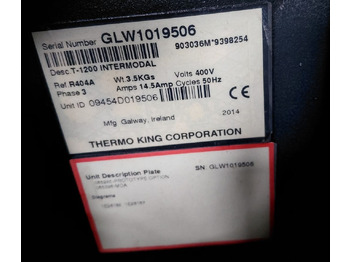 Serial Number GLW1019506
903036M*9398254
Desc.T-1200 INTERMODAL
Ref.R404A Wt.3.5KGs Volts 400V
Phase 3 Amps 14.5Amp Cycles 50Hz
Unit ID 09454D019506
Mfg Galway, Ireland 2014
THERMO KING CORPORATION
Unit Description Plate SN: GLW1019506
Diagrams